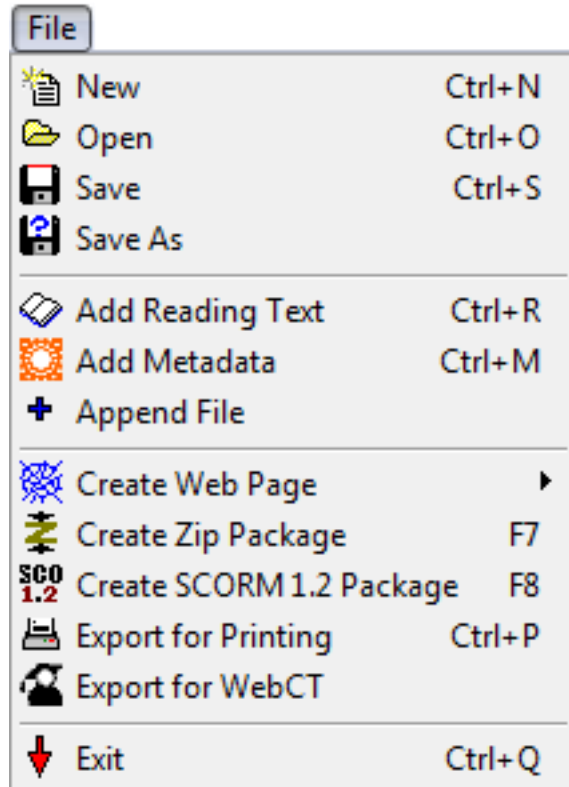 File
New Ctrl+N
Open Ctrl+O
Save Ctrl+S
Save As
Add Reading Text Ctrl+R
Add Metadata Ctrl+M
Append File
Create Web Page
Create Zip Package F7
SCO
1.2 Create SCORM 1.2 Package F8
Export for Printing Ctrl+P
Export for WebCT
Exit Ctrl+Q